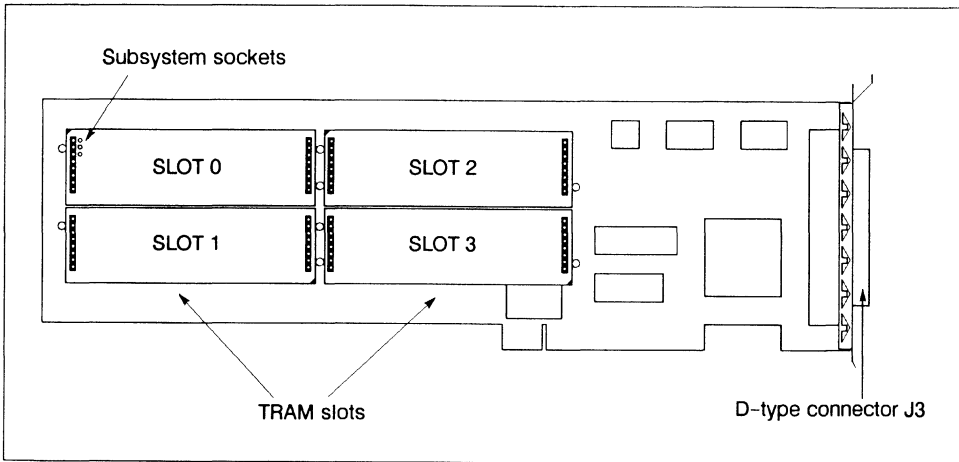 Subsystem sockets
SLOT 0
SLOT 2
SLOT 1
SLOT 3
TRAM slots
D-type connector J3